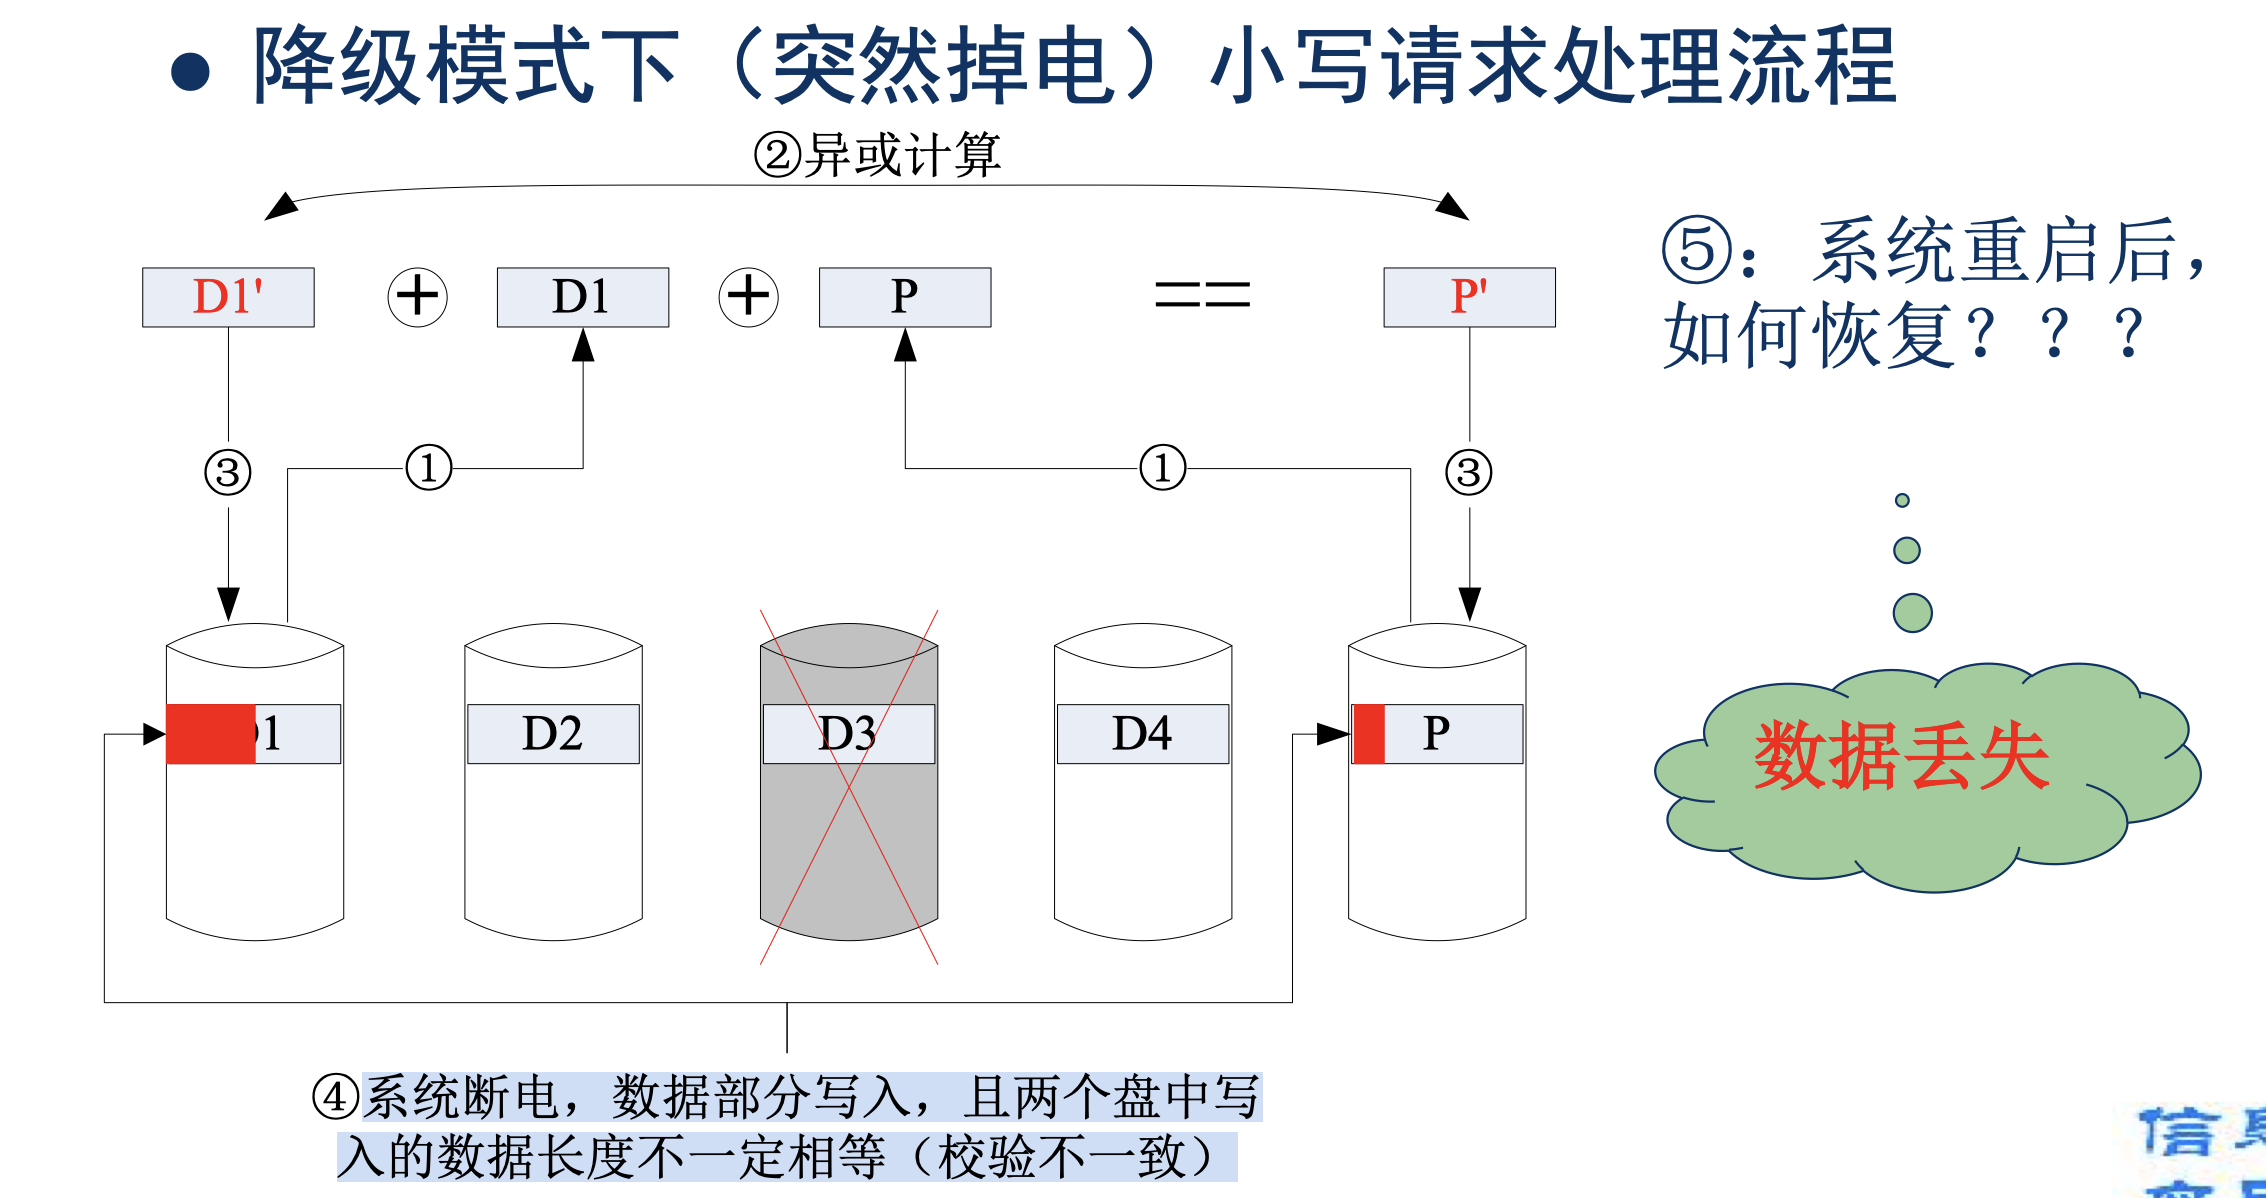 ● 降级模式下（突然掉电）小写请求处理流程
②异或计算
D1' + D1 + P == P'
⑤：系统重启后，
如何恢复？？？
③ ① ① ③
D2 D3 D4 P
数据丢失
④系统断电，数据部分写入，且两个盘中写
入的数据长度不一定相等（校验不一致）
信